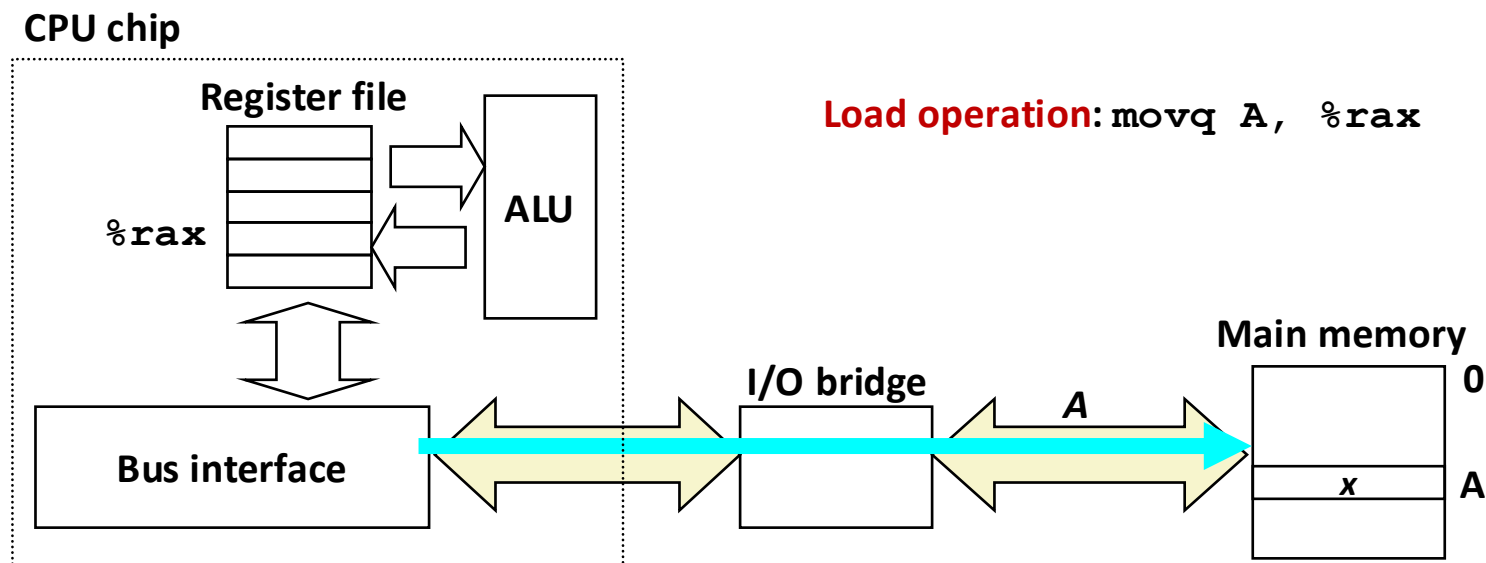 CPU chip
Register file
Load operation: movq A, %rax
ALU
%rax
Main memory
I/O bridge
0
A
Bus interface
x
A